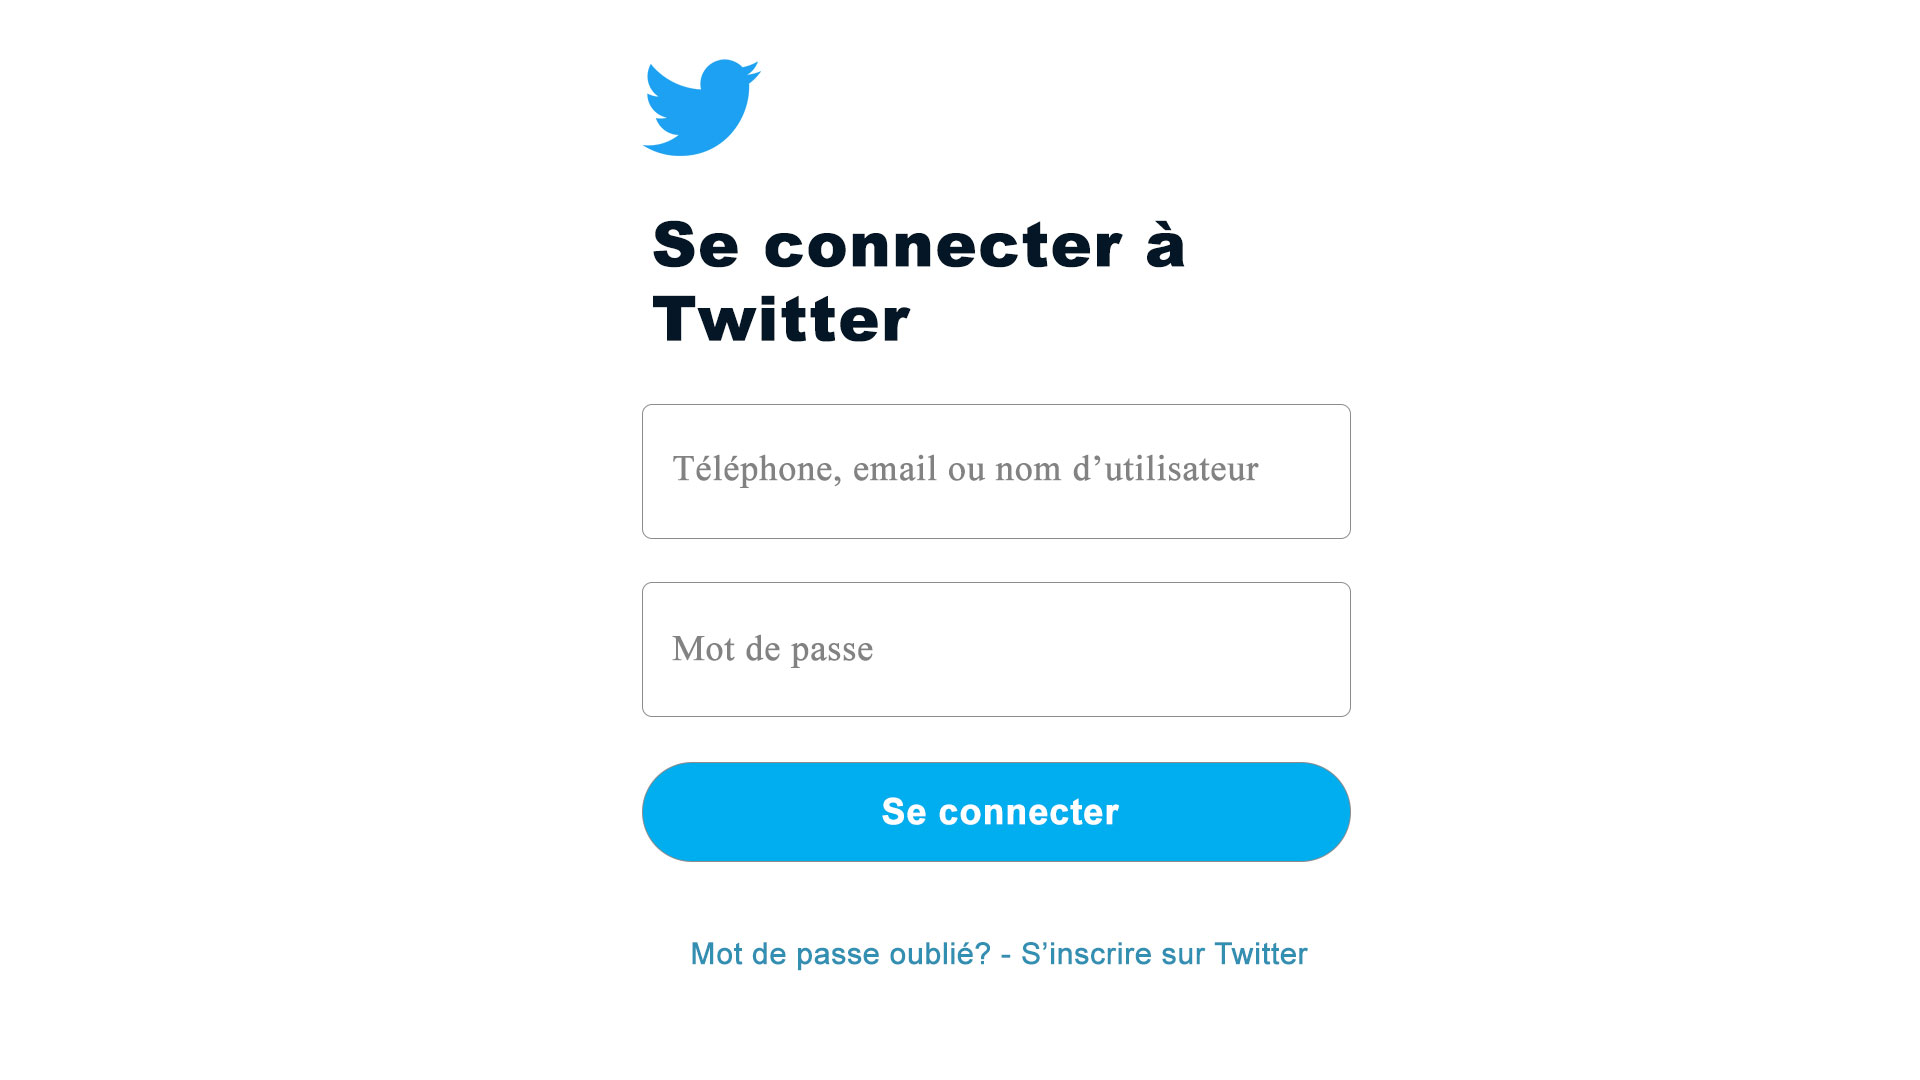 Se connecter à
Twitter
Téléphone, email ou nom d’utilisateur
Mot de passe
Se connecter
Mot de passe oublié? - S’inscrire sur Twitter